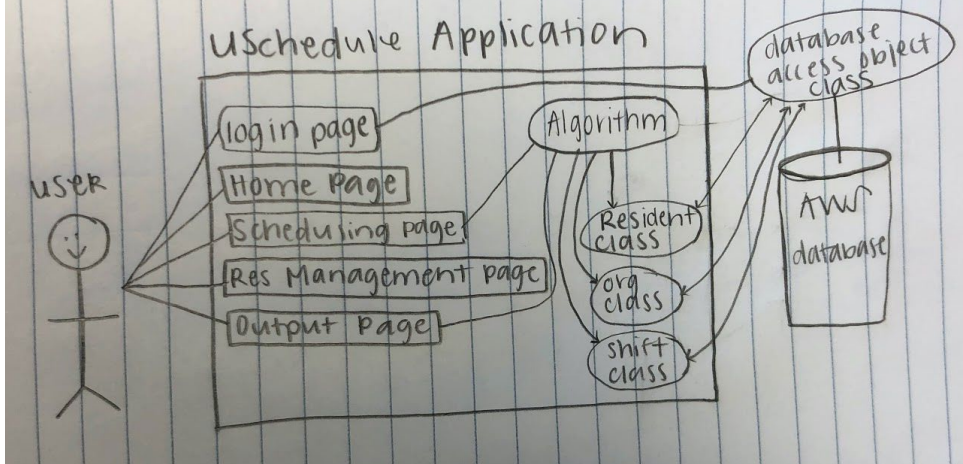 USchedule Application
database
access object
class
login page
Algorithm
USER
Home Page
Scheduling page
Resident
class
AWS
database
Res Management page
org
class
Output Page
shift
class